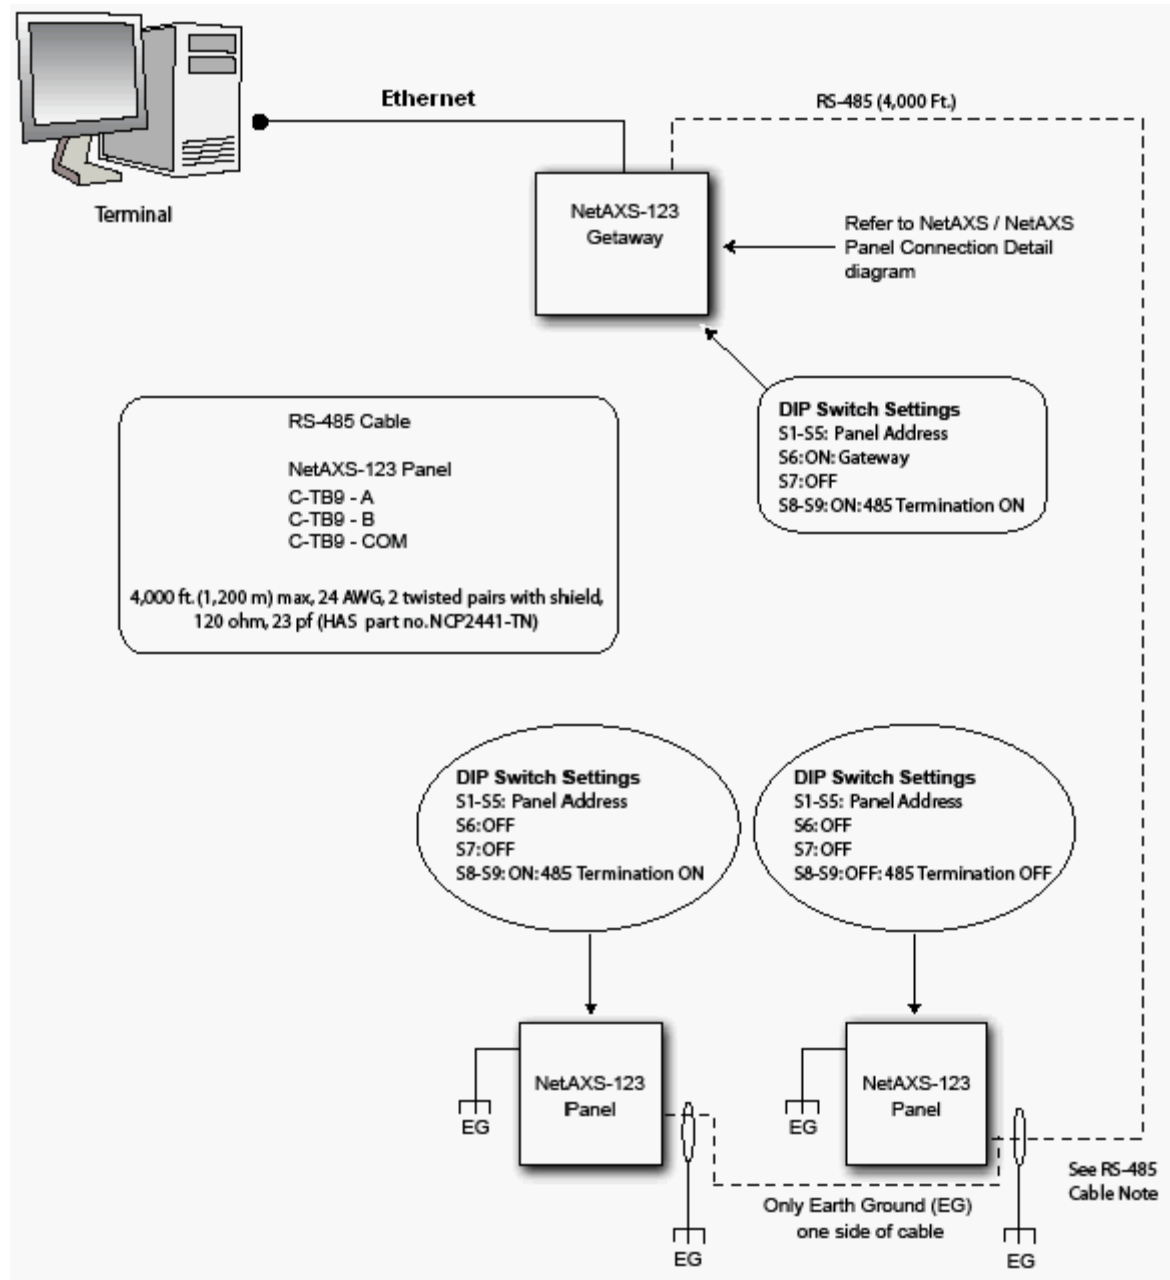 Ethernet
RS-485 (4,000 Ft.)
Terminal
NetAXS-123
Getaway
Refer to NetAXS / NetAXS
Panel Connection Detail
diagram
DIP Switch Settings
S1-S5: Panel Address
S6:ON: Gateway
S7:OFF
S8-S9: ON: 485 Termination ON
RS-485 Cable
NetAXS-123 Panel
C-TB9 - A
C-TB9 - B
C-TB9 - COM
4,000 ft. (1,200 m) max, 24 AWG, 2 twisted pairs with shield,
120 ohm, 23 pf (HAS part no. NCP2441-TN)
DIP Switch Settings
S1-S5: Panel Address
S6: OFF
S7: OFF
S8-S9: ON: 485 Termination ON
DIP Switch Settings
S1-S5: Panel Address
S6: OFF
S7: OFF
S8-S9: OFF: 485 Termination OFF
NetAXS-123
Panel
EG
EG
NetAXS-123
Panel
EG
EG
See RS-485
Cable Note
Only Earth Ground (EG)
one side of cable